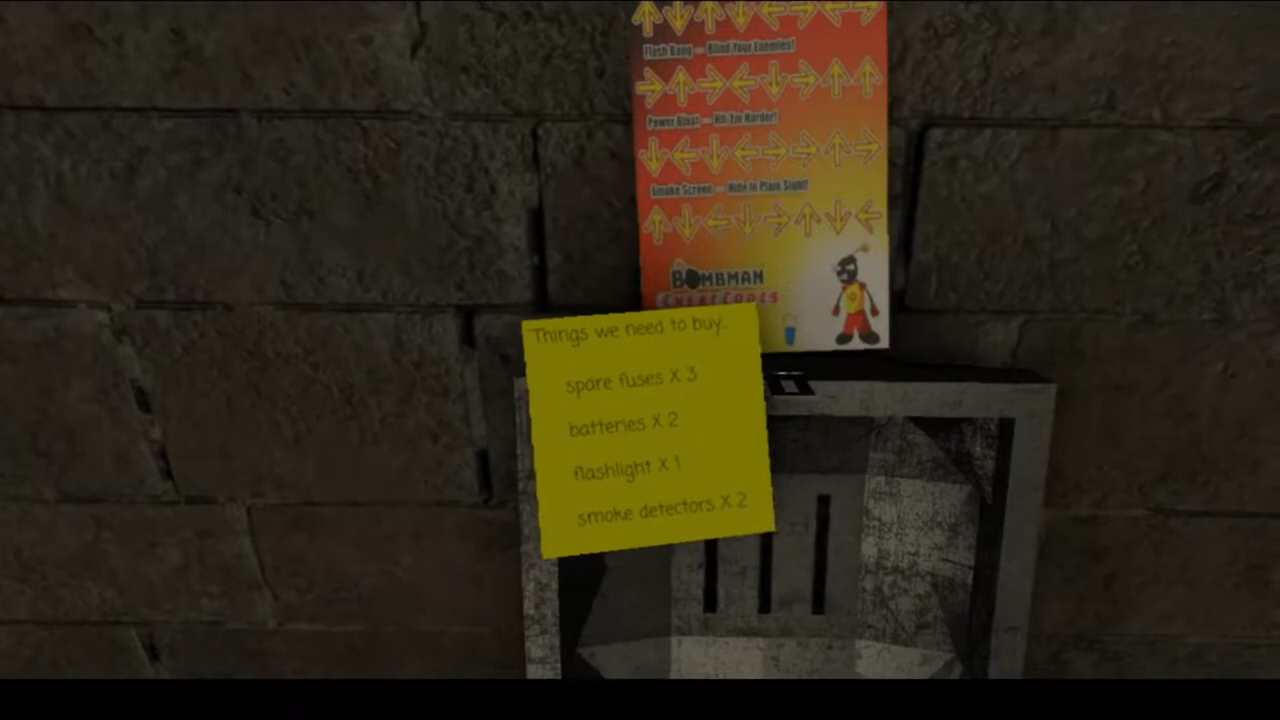 ↑↓↑↓←→←→
Flash Bang — Blind Your Enemies!
→↑→←↓→↑↑
Power Blast — Hit 'Em Harder!
↓←↓←→→↑→
Smoke Screen — Hide In Plain Sight!
↑↓←↓→↑↓←
BOMBMAN
CHEAT CODES
Things we need to buy:
spare fuses X 3
batteries X 2
flashlight X 1
smoke detectors X 2